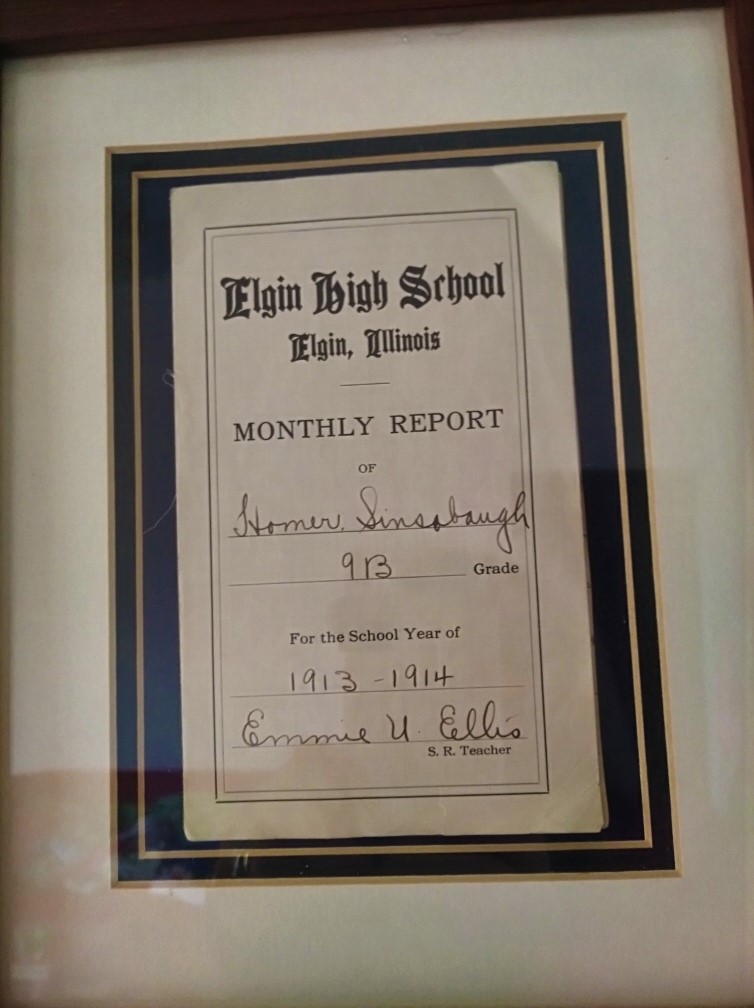 Elgin High School
Elgin, Illinois
MONTHLY REPORT
OF
Homer Sinsabaugh
9B Grade
For the School Year of
1913-1914
Emmie U. Ellis
S. R. Teacher